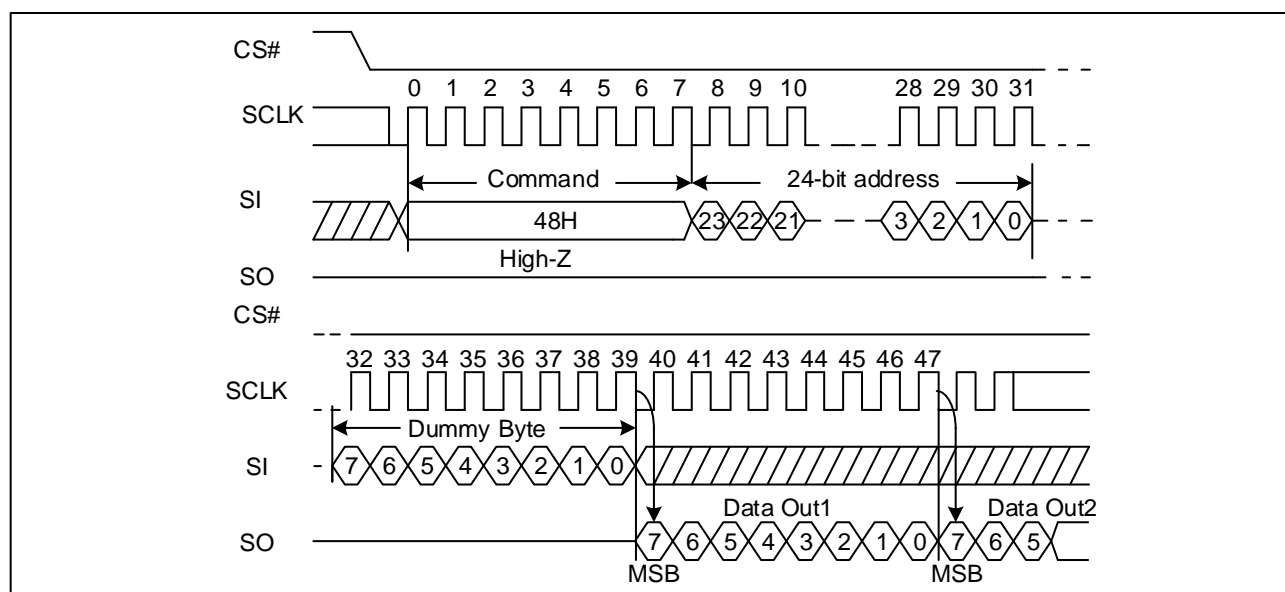 CS#
0 1 2 3 4 5 6 7 8 9 10 28 29 30 31
SCLK
Command 24-bit address
SI
48H 23 22 21 3 2 1 0
High-Z
SO
CS#
32 33 34 35 36 37 38 39 40 41 42 43 44 45 46 47
SCLK
Dummy Byte
SI 7 6 5 4 3 2 1 0
Data Out1 Data Out2
SO 7 6 5 4 3 2 1 0 7 6 5
MSB MSB